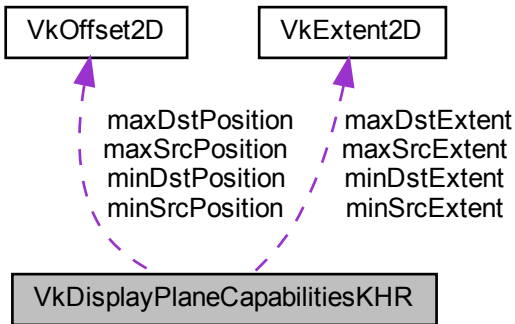 VkOffset2D
VkExtent2D
maxDstPosition
maxSrcPosition
minDstPosition
minSrcPosition
maxDstExtent
maxSrcExtent
minDstExtent
minSrcExtent
VkDisplayPlaneCapabilitiesKHR